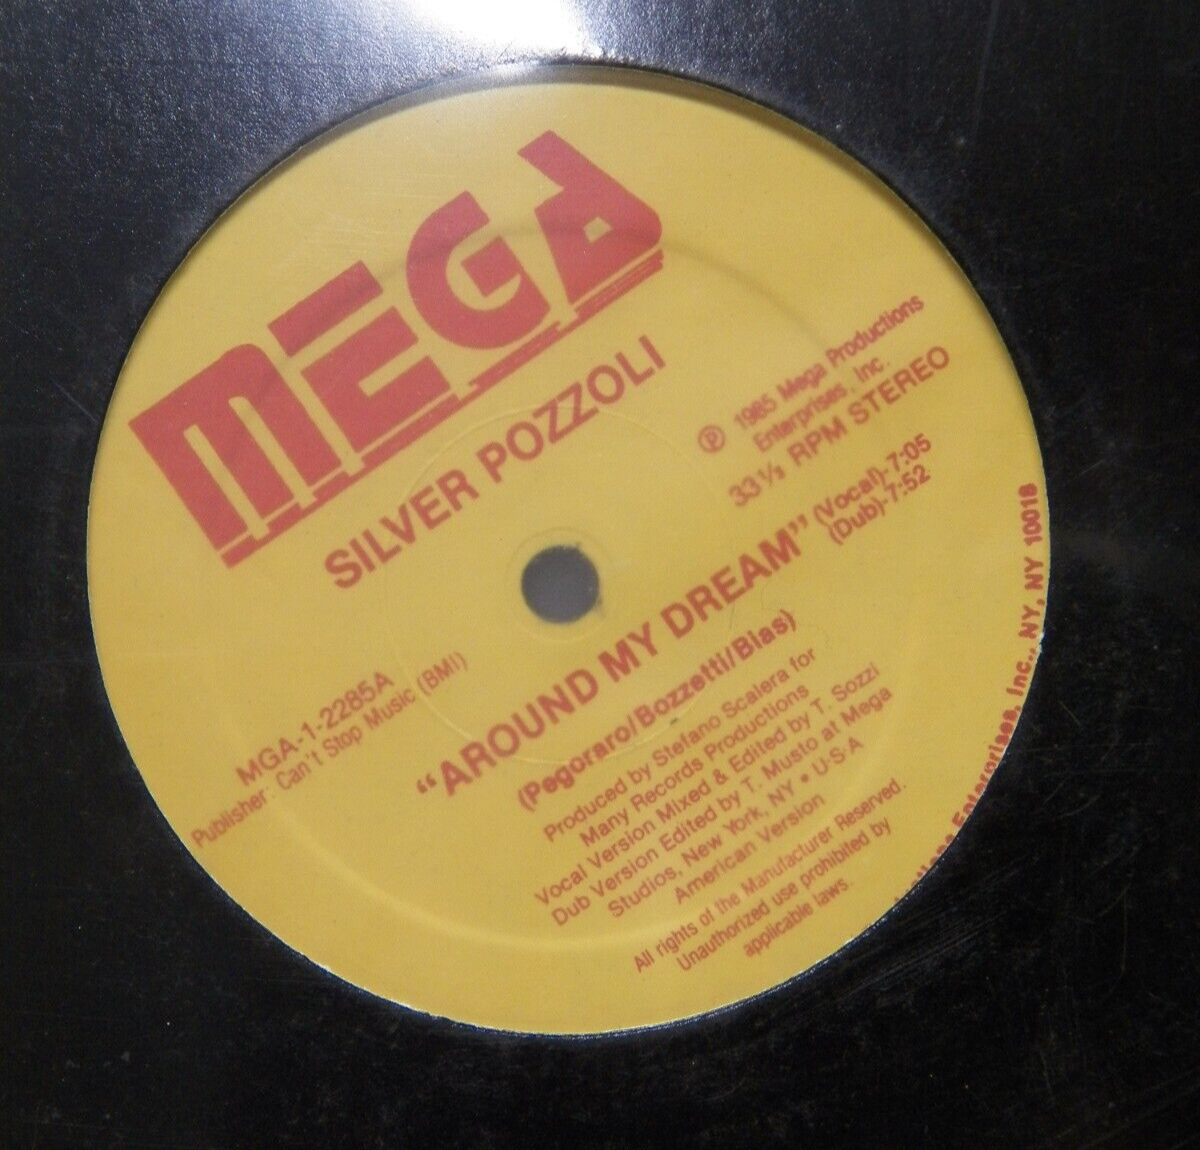 MEGA
SILVER POZZOLI
℗ 1985 Mega Productions
Enterprises, Inc.
33⅓ RPM STEREO
MGA-1-2285A
Publisher: Can't Stop Music (BMI)
“AROUND MY DREAM” (Vocal)-7:05
(Dub)-7:52
(Pegoraro/Bozzetti/Bias)
Produced by Stefano Scalera for
Many Records Productions
Vocal Version Mixed & Edited by T. Sozzi
Dub Version Edited by T. Musto at Mega
Studios, New York, NY • U·S·A
American Version
All rights of the Manufacturer Reserved.
Unauthorized use prohibited by
applicable laws.
Enterprises, Inc., NY, NY 10018